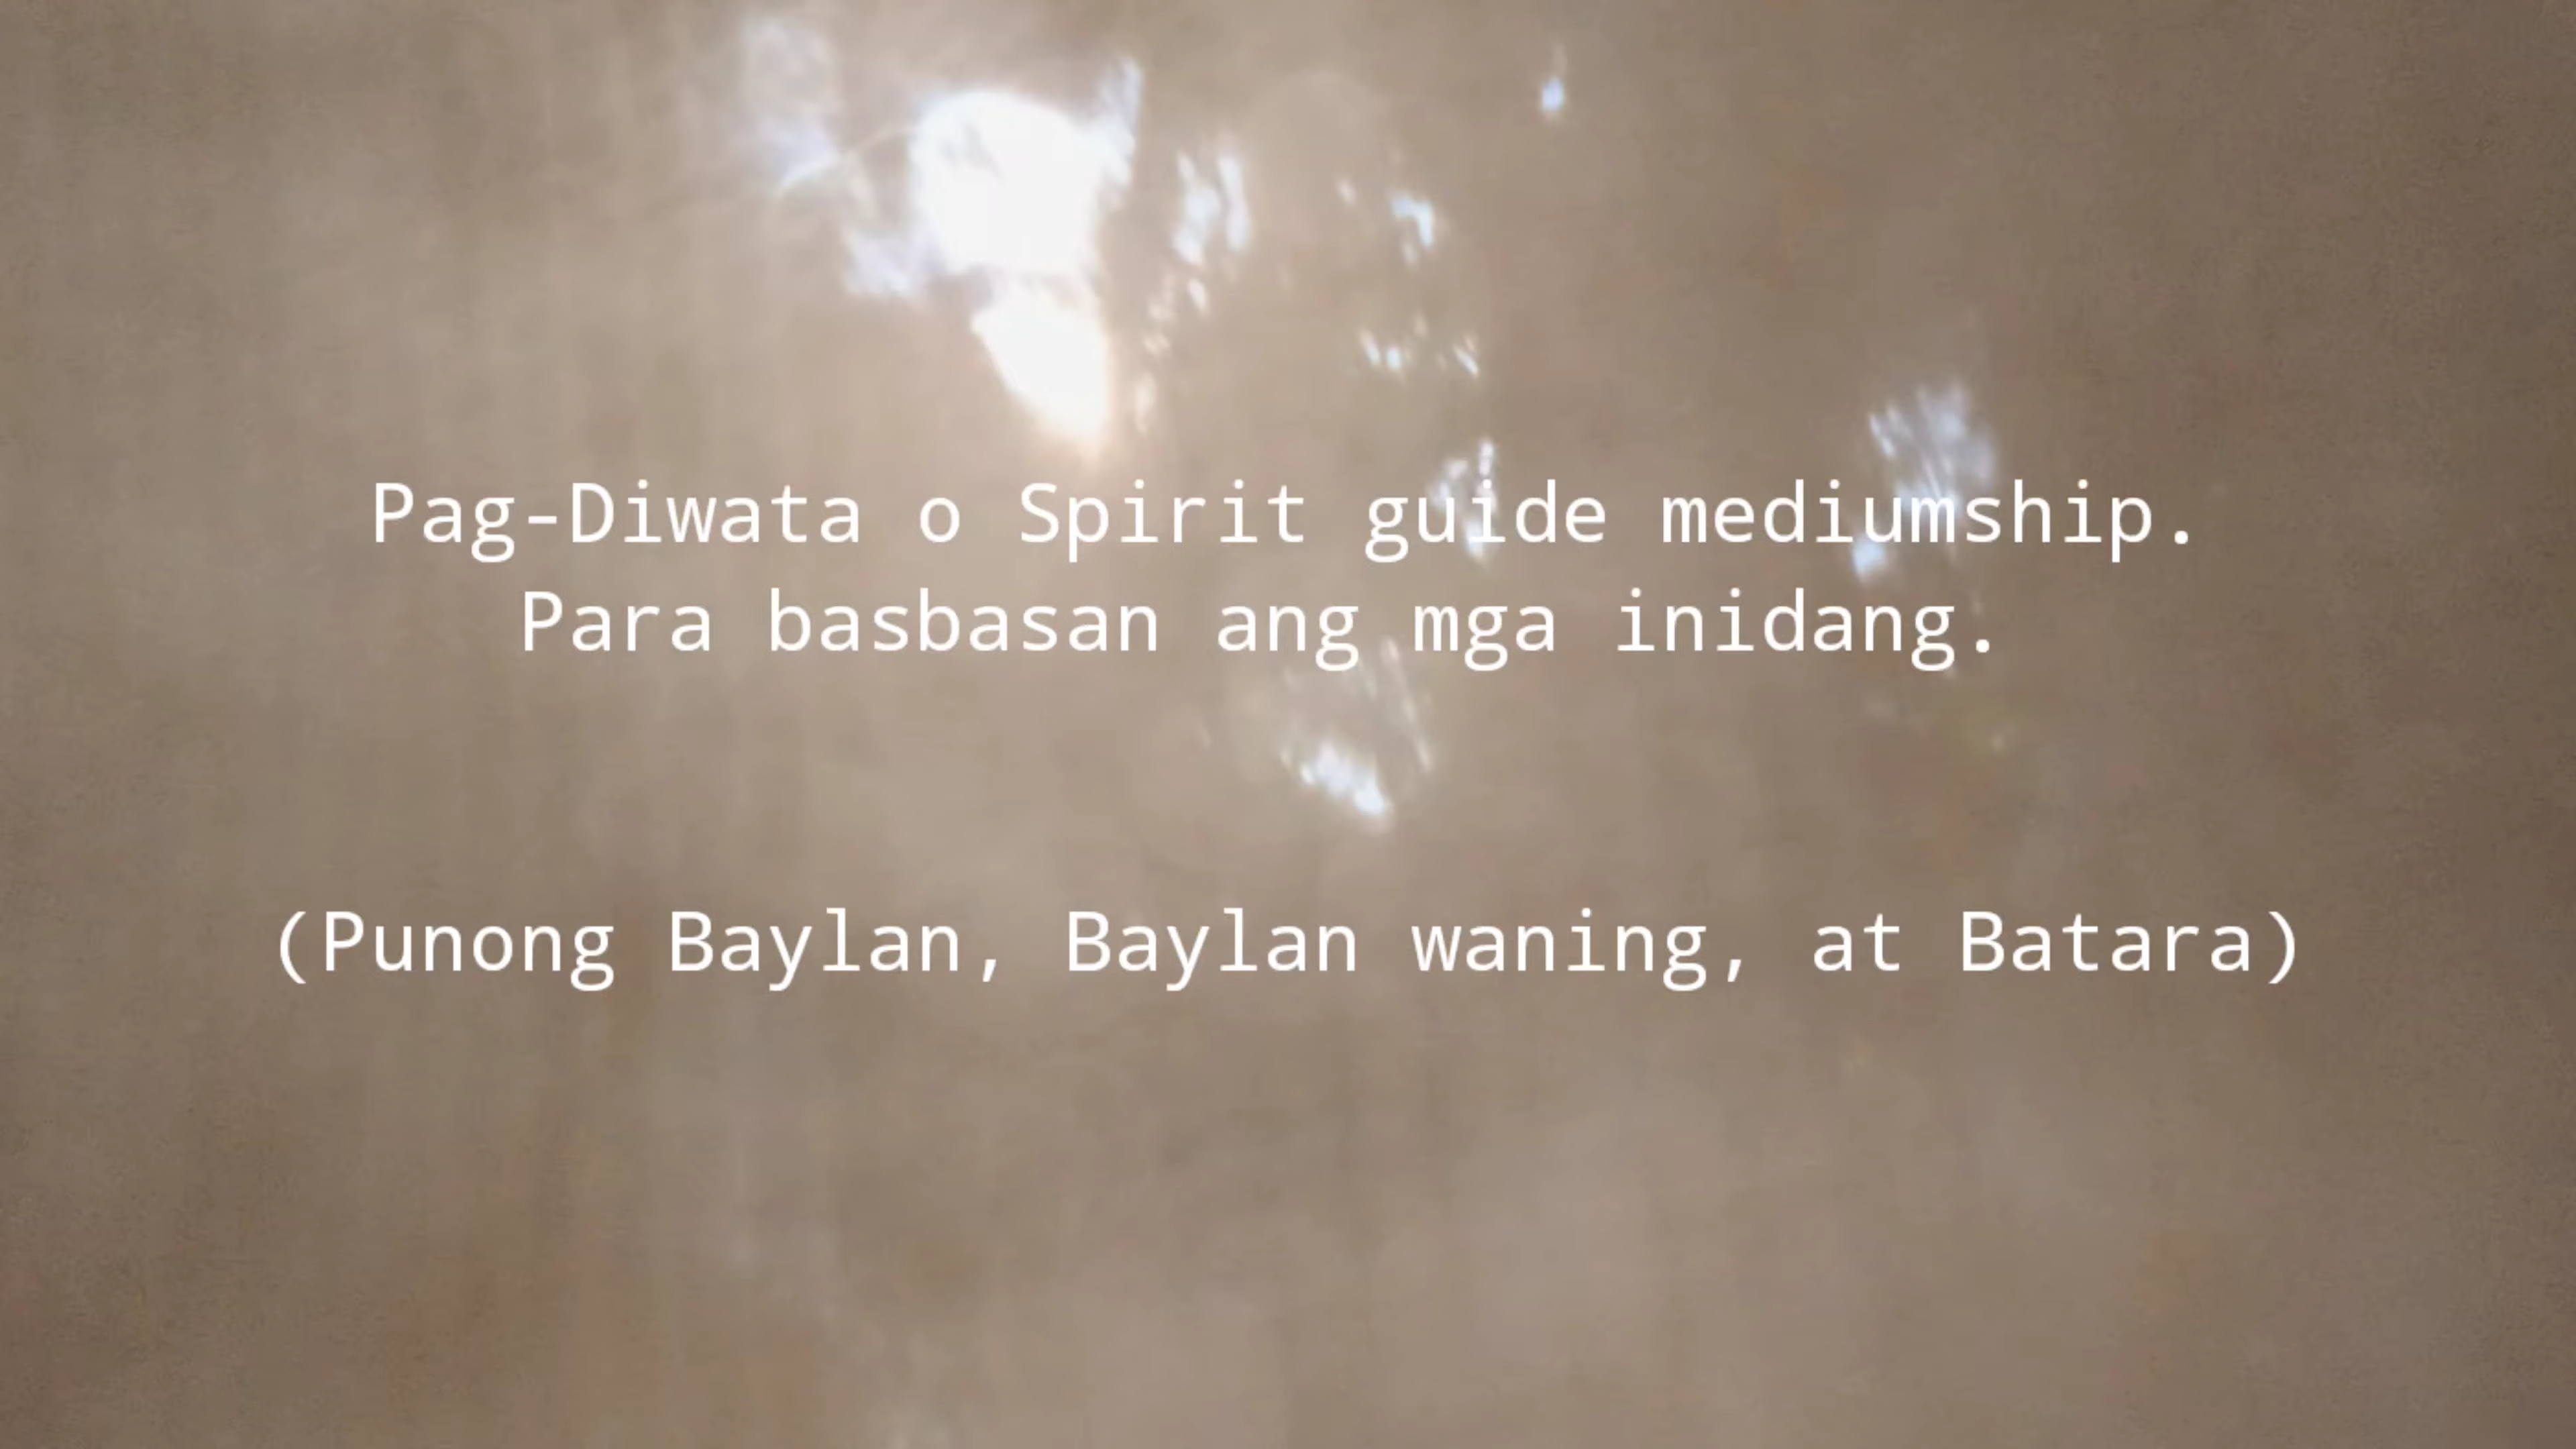 Pag-Diwata o Spirit guide mediumship.
Para basbasan ang mga inidang.
(Punong Baylan, Baylan waning, at Batara)